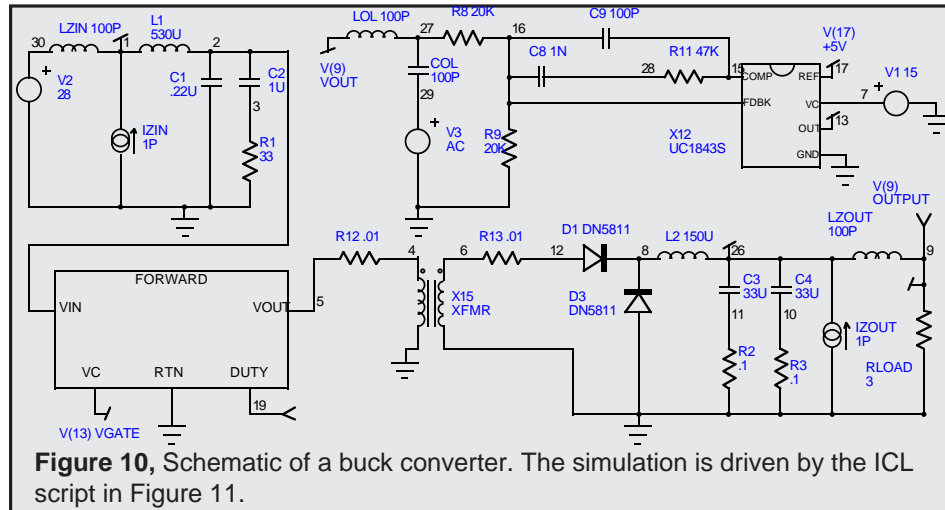 LZIN 100P
30
1
L1
530U
2
V2
28
IZIN
1P
C1
.22U
C2
1U
3
R1
33
LOL 100P
27
R8 20K
16
C9 100P
V(9)
VOUT
COL
100P
29
V3
AC
C8 1N
28
R11 47K
R9
20K
15
COMP
FDBK
REF
VC
OUT
GND
V(17)
+5V
17
7
13
V1 15
X12
UC1843S
FORWARD
VIN
VOUT
5
VC
RTN
DUTY
19
V(13) VGATE
R12 .01
4
X15
XFMR
6
R13 .01
12
D1 DN5811
8
D3
DN5811
L2 150U
26
C3
33U
11
R2
.1
C4
33U
10
R3
.1
IZOUT
1P
LZOUT
100P
V(9)
OUTPUT
9
RLOAD
3
Figure 10, Schematic of a buck converter. The simulation is driven by the ICL
script in Figure 11.